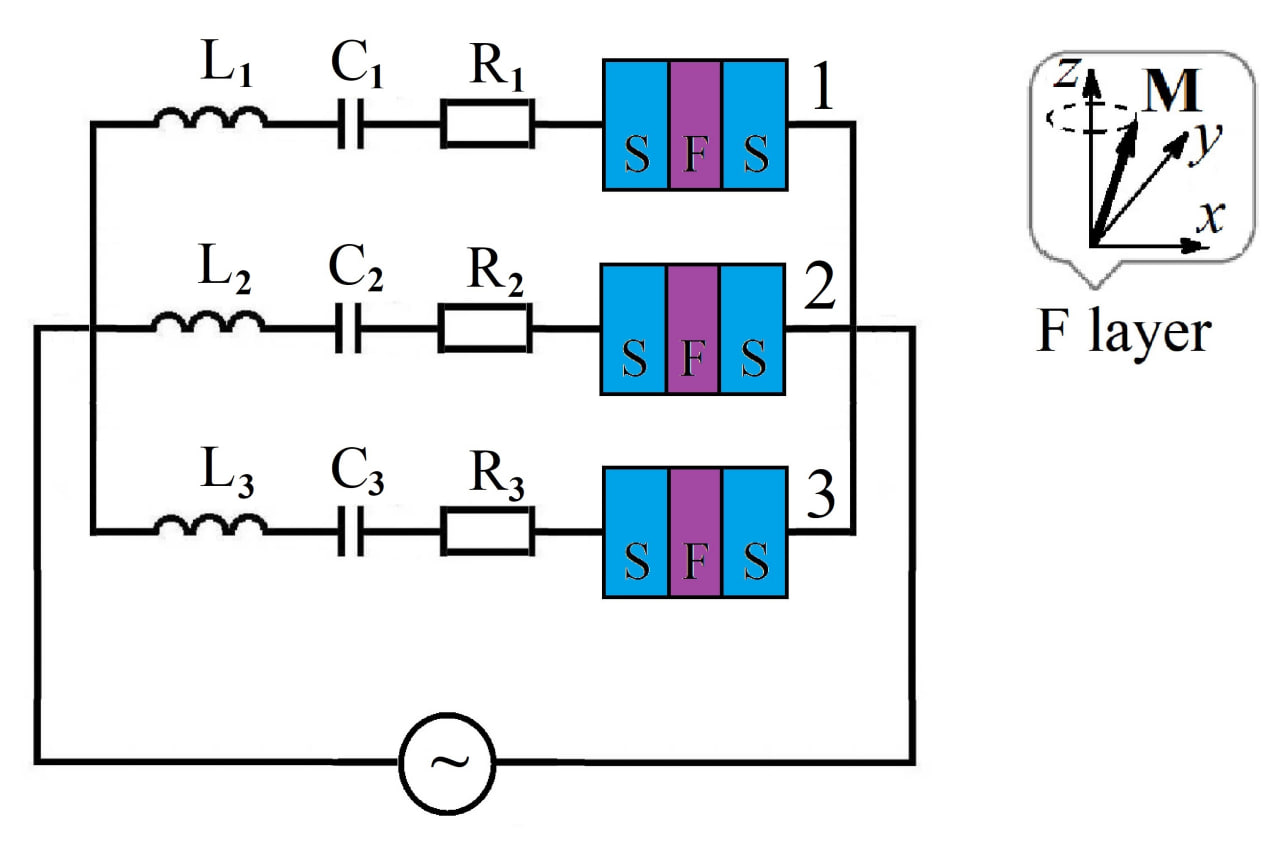 L₁ C₁ R₁ 1
S F S
L₂ C₂ R₂ 2
S F S
L₃ C₃ R₃ 3
S F S
~
z M
y
x
F layer